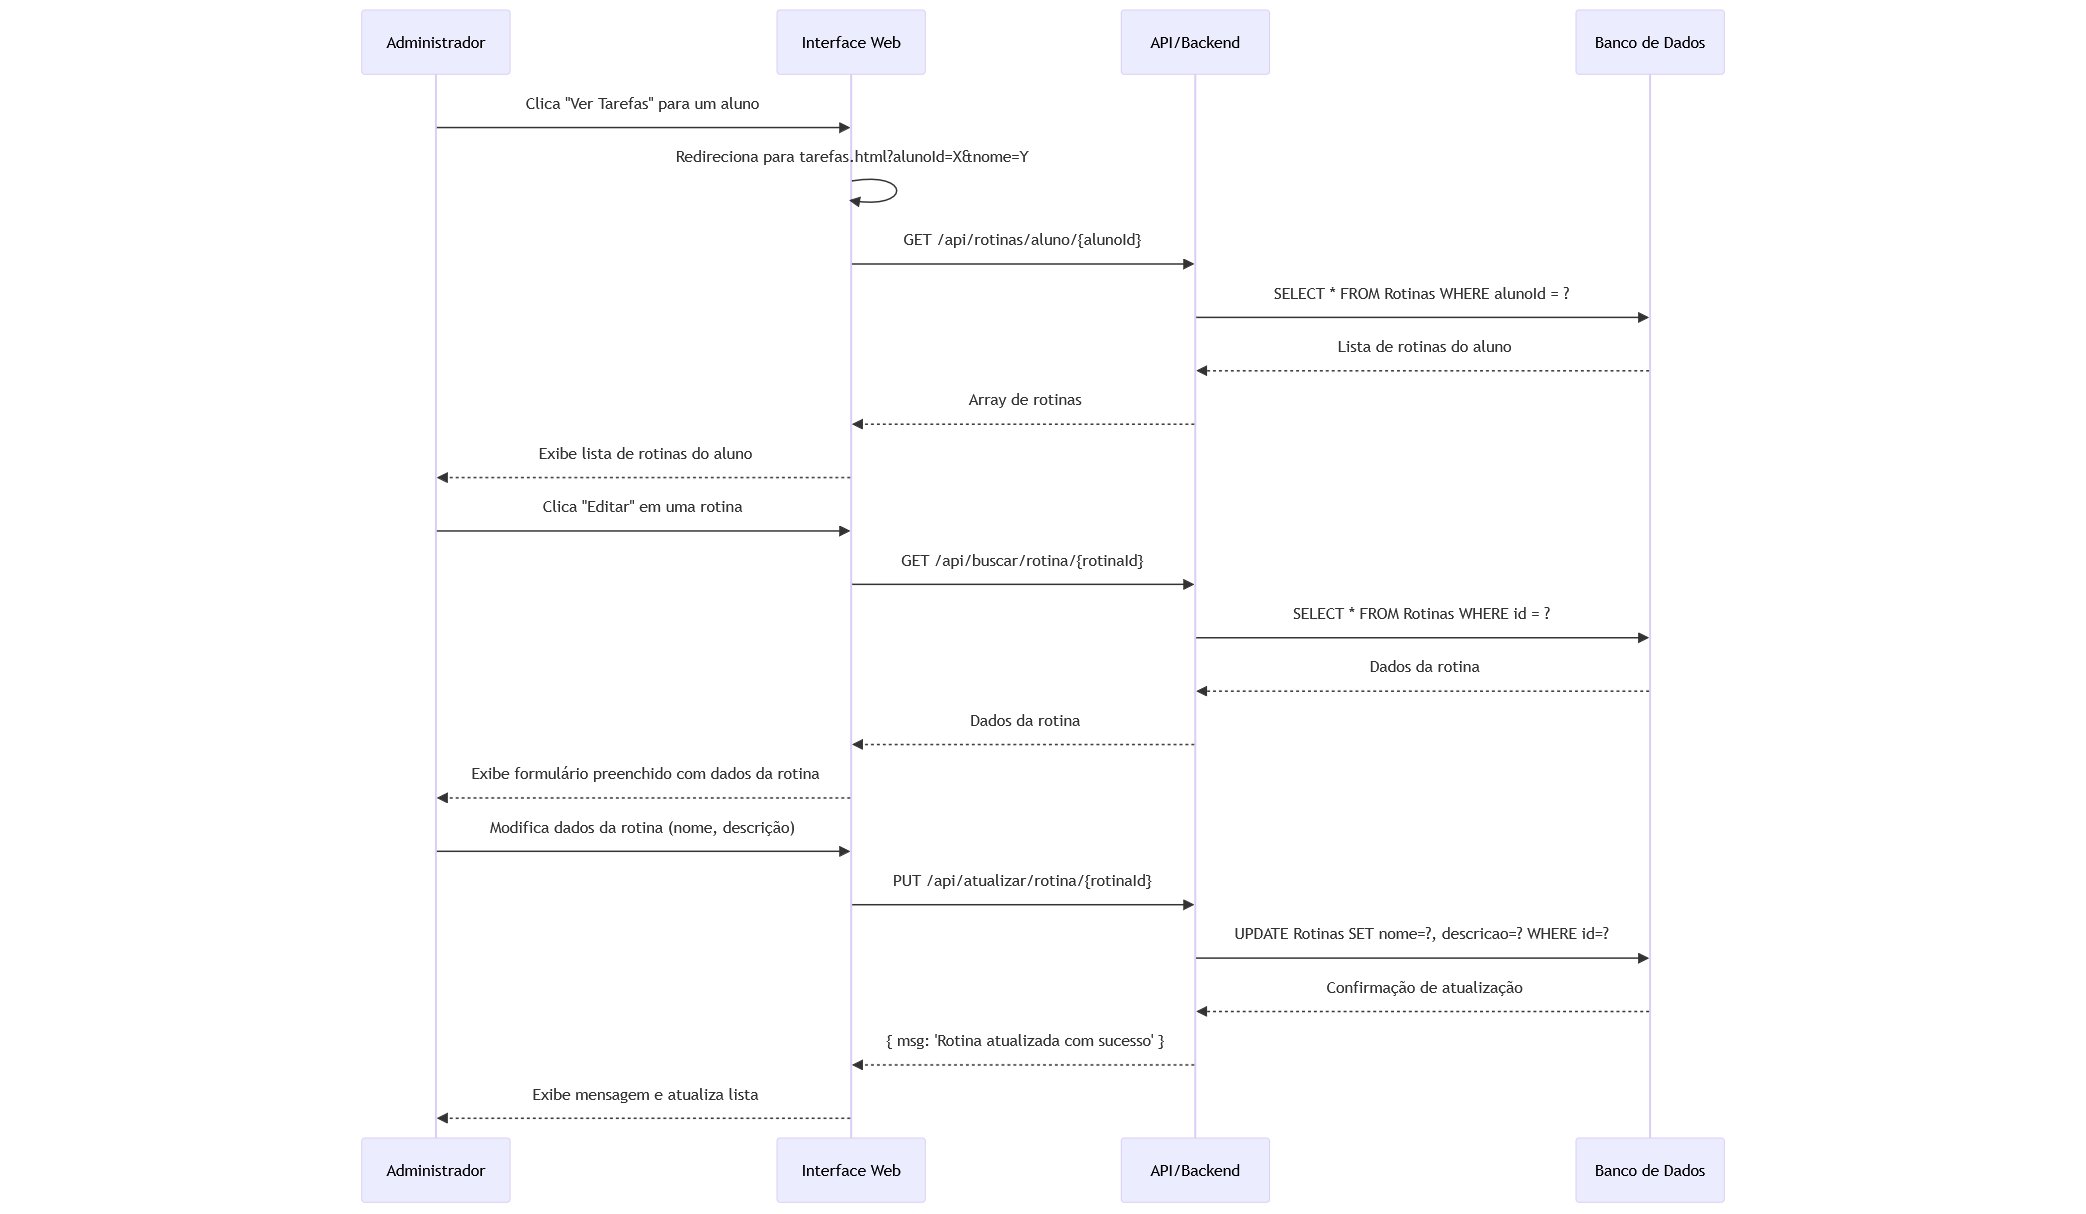 Administrador
Interface Web
API/Backend
Banco de Dados
Clica "Ver Tarefas" para um aluno
Redireciona para tarefas.html?alunoId=X&nome=Y
GET /api/rotinas/aluno/{alunoId}
SELECT * FROM Rotinas WHERE alunoId = ?
Lista de rotinas do aluno
Array de rotinas
Exibe lista de rotinas do aluno
Clica "Editar" em uma rotina
GET /api/buscar/rotina/{rotinaId}
SELECT * FROM Rotinas WHERE id = ?
Dados da rotina
Dados da rotina
Exibe formulário preenchido com dados da rotina
Modifica dados da rotina (nome, descrição)
PUT /api/atualizar/rotina/{rotinaId}
UPDATE Rotinas SET nome=?, descricao=? WHERE id=?
Confirmação de atualização
{ msg: 'Rotina atualizada com sucesso' }
Exibe mensagem e atualiza lista
Administrador
Interface Web
API/Backend
Banco de Dados